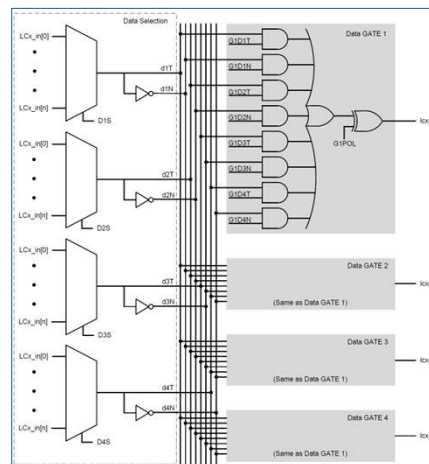 Data Selection
LCx_in[0]
LCx_in[n]
D1S
d1T
d1N
LCx_in[0]
LCx_in[n]
D2S
d2T
d2N
LCx_in[0]
LCx_in[n]
D3S
d3T
d3N
LCx_in[0]
LCx_in[n]
D4S
d4T
d4N
Data GATE 1
G1D1T
G1D1N
G1D2T
G1D2N
G1D3T
G1D3N
G1D4T
G1D4N
G1POL
lcx
Data GATE 2
(Same as Data GATE 1)
lcx
Data GATE 3
(Same as Data GATE 1)
lcx
Data GATE 4
(Same as Data GATE 1)
lcx